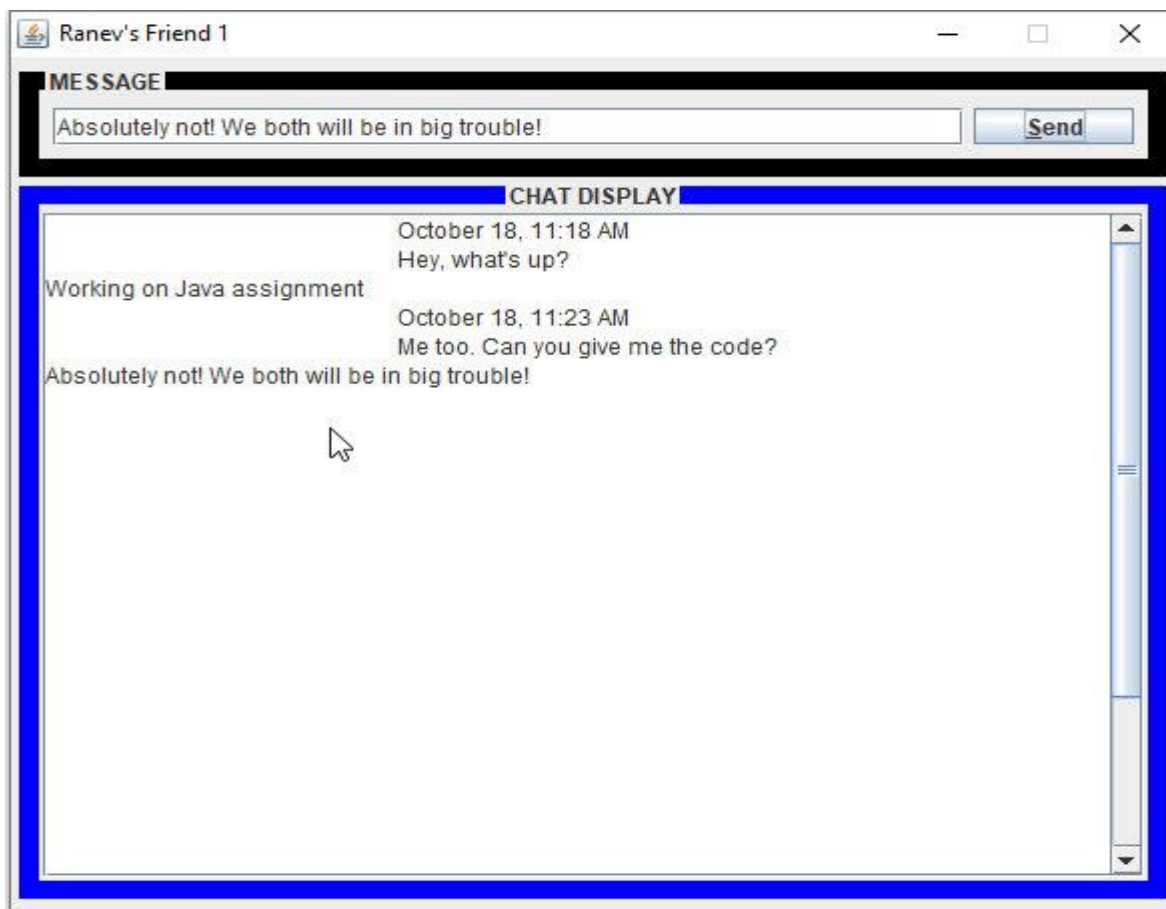 Ranev's Friend 1
MESSAGE
Absolutely not! We both will be in big trouble!
Send
CHAT DISPLAY
October 18, 11:18 AM
Hey, what's up?
Working on Java assignment
October 18, 11:23 AM
Me too. Can you give me the code?
Absolutely not! We both will be in big trouble!